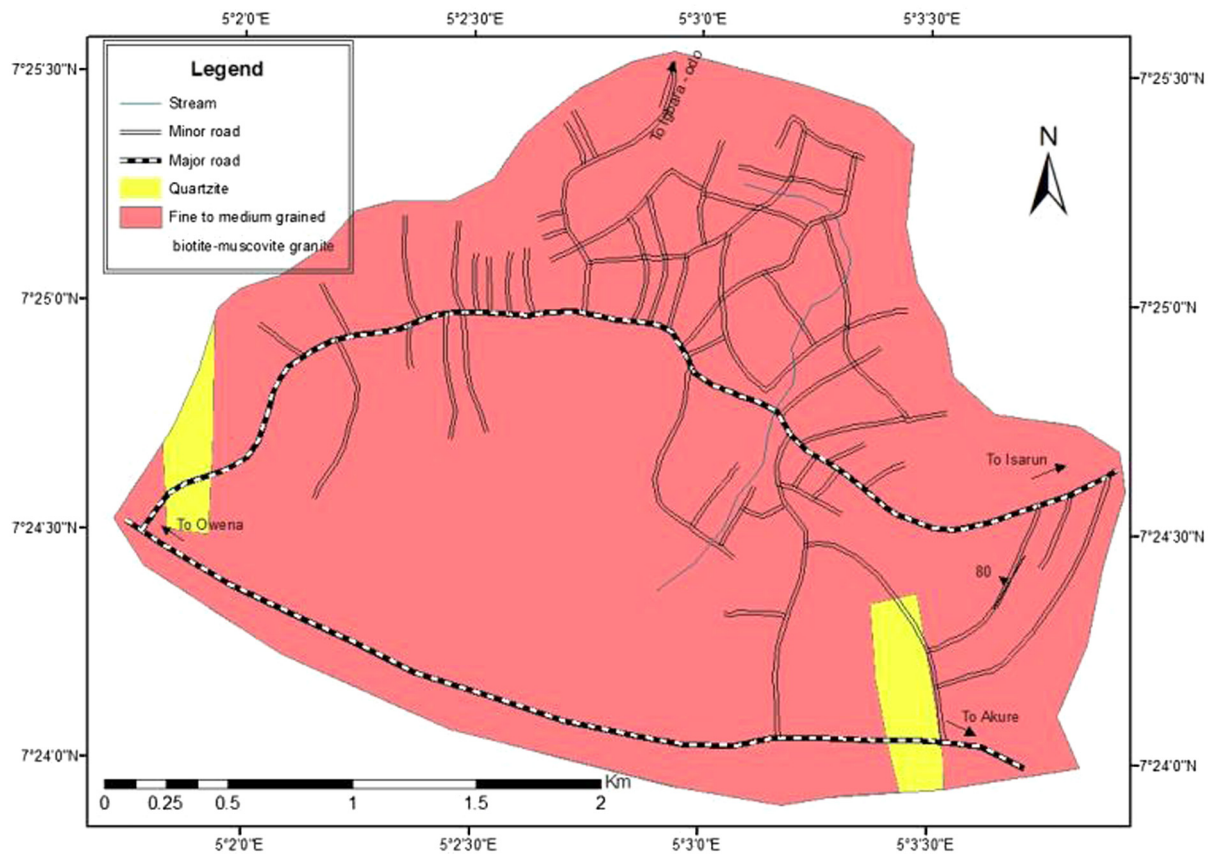 5°2'0"E 5°2'30"E 5°3'0"E 5°3'30"E
7°25'30"N
7°25'30"N
Legend
Stream
Minor road
Major road
Quartzite
Fine to medium grained
biotite-muscovite granite
To Igbara - odo
N
7°25'0"N
7°25'0"N
To Isarun
To Owena
7°24'30"N
7°24'30"N
80
To Akure
7°24'0"N
7°24'0"N
Km
0 0.25 0.5 1 1.5 2
5°2'0"E 5°2'30"E 5°3'0"E 5°3'30"E